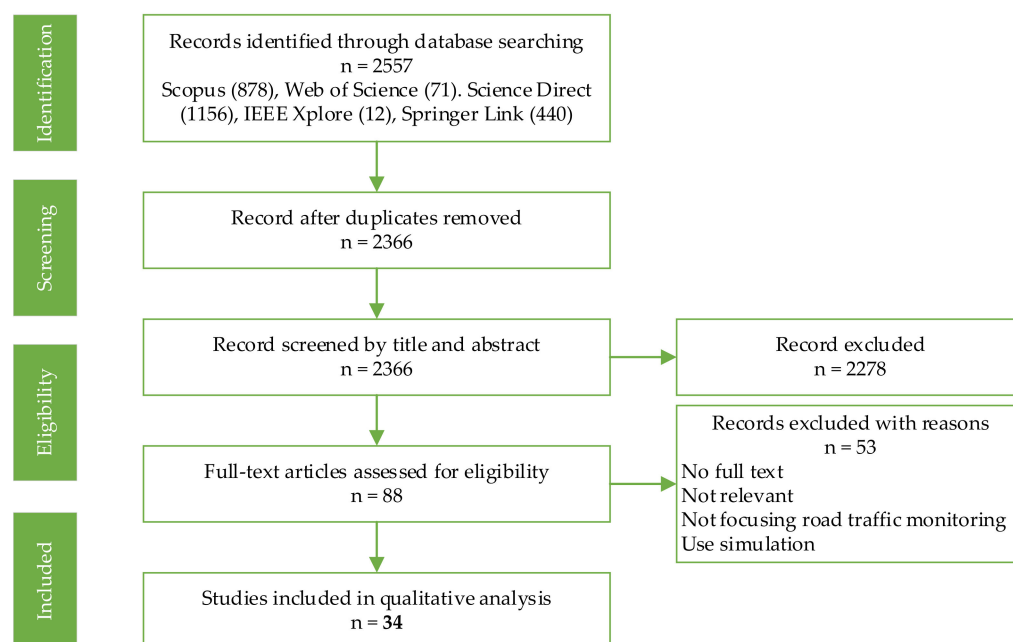 Identification
Records identified through database searching
n = 2557
Scopus (878), Web of Science (71). Science Direct
(1156), IEEE Xplore (12), Springer Link (440)
Screening
Record after duplicates removed
n = 2366
Record screened by title and abstract
n = 2366
Record excluded
n = 2278
Eligibility
Full-text articles assessed for eligibility
n = 88
Records excluded with reasons
n = 53
No full text
Not relevant
Not focusing road traffic monitoring
Use simulation
Included
Studies included in qualitative analysis
n = 34